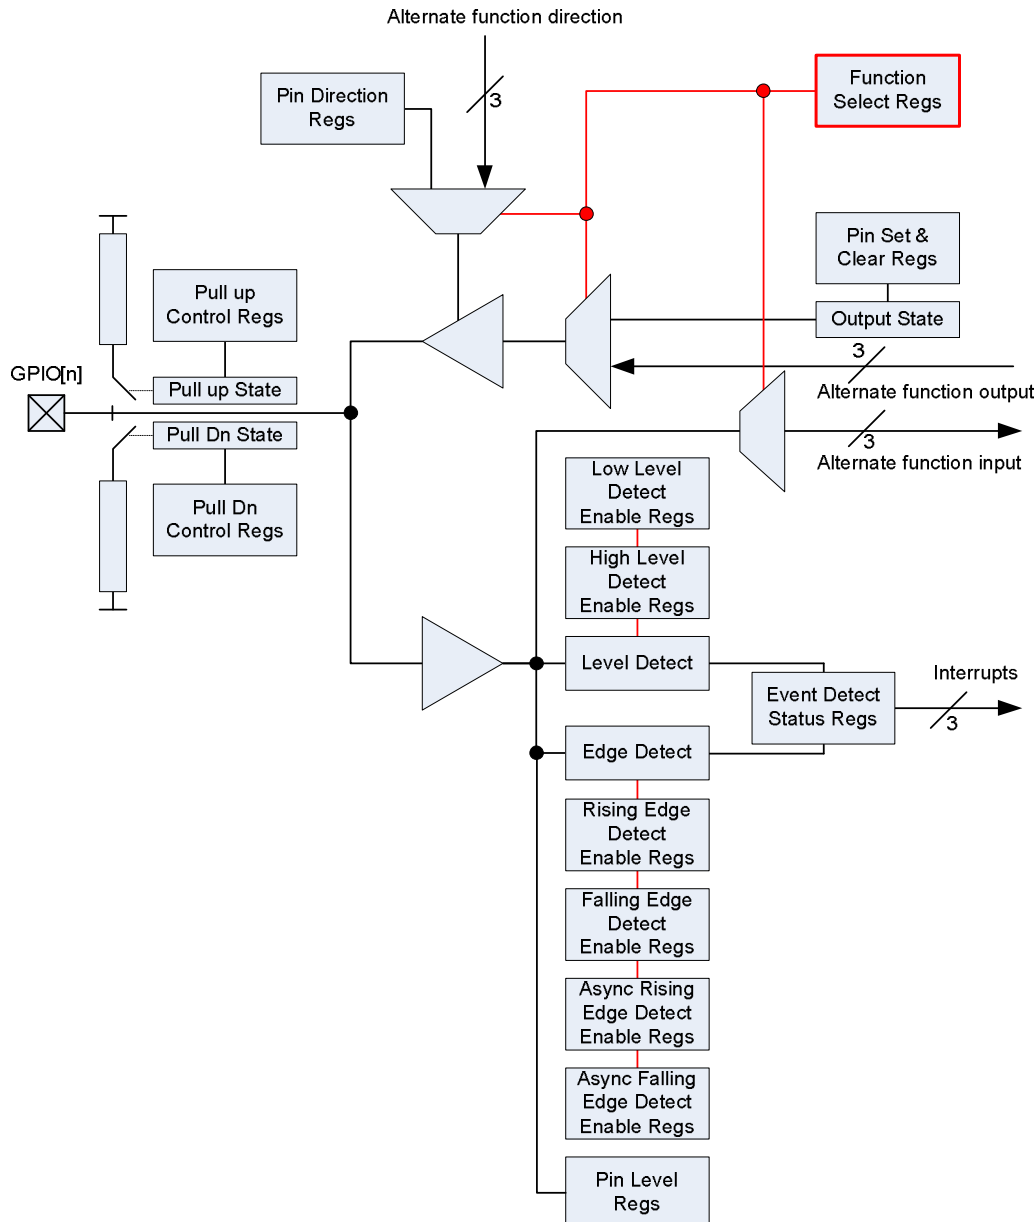 Alternate function direction
3
Pin Direction
Regs
Function
Select Regs
Pin Set &
Clear Regs
Output State
3
Alternate function output
3
Alternate function input
Pull up
Control Regs
GPIO[n]
Pull up State
Pull Dn State
Pull Dn
Control Regs
Low Level
Detect
Enable Regs
High Level
Detect
Enable Regs
Level Detect
Event Detect
Status Regs
Interrupts
3
Edge Detect
Rising Edge
Detect
Enable Regs
Falling Edge
Detect
Enable Regs
Async Rising
Edge Detect
Enable Regs
Async Falling
Edge Detect
Enable Regs
Pin Level
Regs